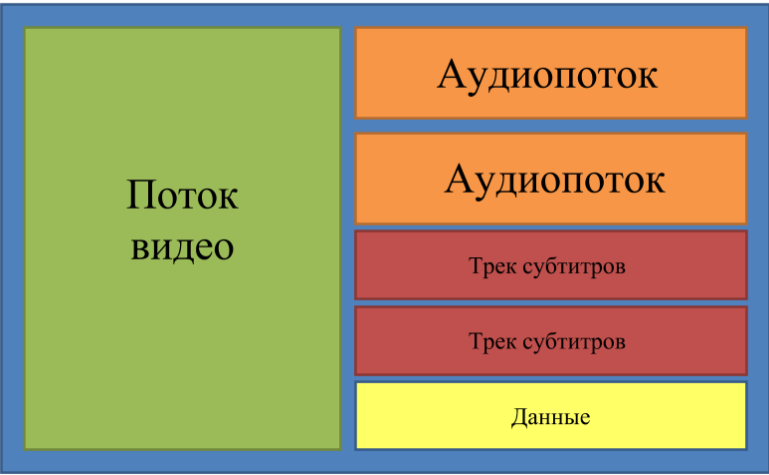 Поток
видео
Аудиопоток
Аудиопоток
Трек субтитров
Трек субтитров
Данные